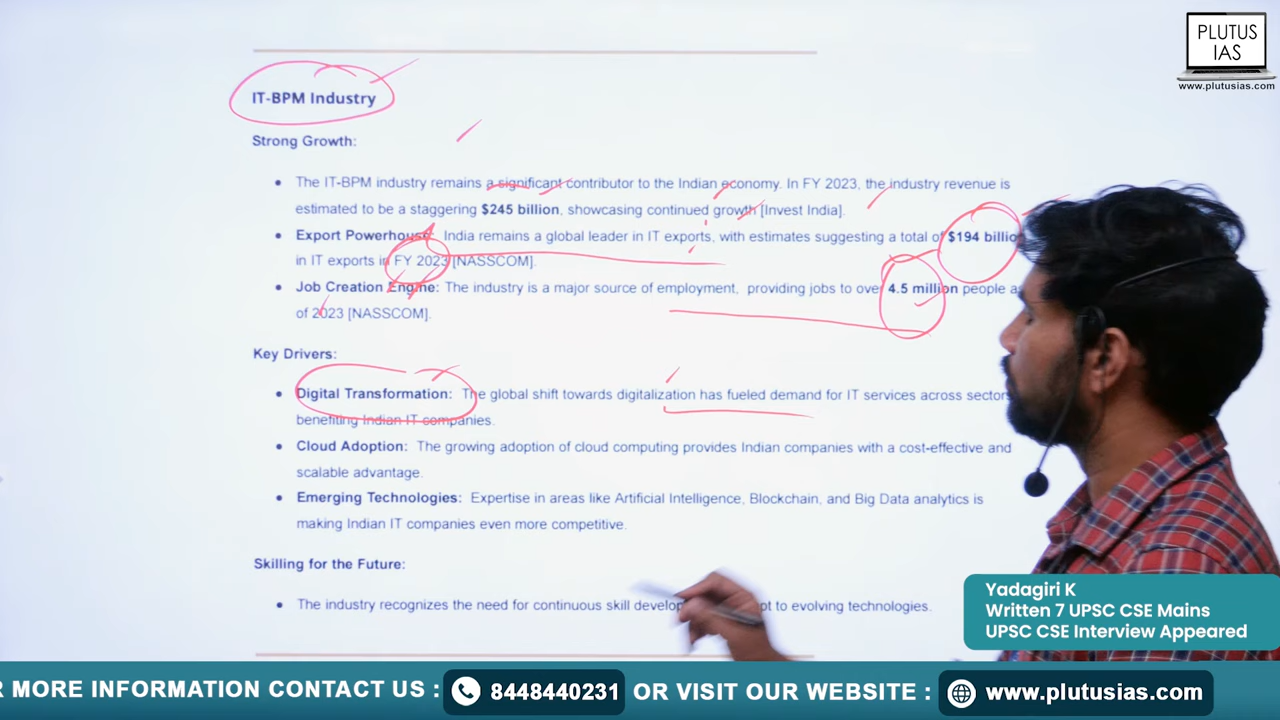 PLUTUS
IAS
www.plutusias.com
IT-BPM Industry
Strong Growth:
• The IT-BPM industry remains a significant contributor to the Indian economy. In FY 2023, the industry revenue is
estimated to be a staggering $245 billion, showcasing continued growth [Invest India].
• Export Powerhouse: India remains a global leader in IT exports, with estimates suggesting a total of $194 billion
in IT exports in FY 2023 [NASSCOM].
• Job Creation Engine: The industry is a major source of employment, providing jobs to over 4.5 million people
of 2023 [NASSCOM].
Key Drivers:
• Digital Transformation: The global shift towards digitalization has fueled demand for IT services across sectors
benefiting Indian IT companies.
• Cloud Adoption: The growing adoption of cloud computing provides Indian companies with a cost-effective and
scalable advantage.
• Emerging Technologies: Expertise in areas like Artificial Intelligence, Blockchain, and Big Data analytics is
making Indian IT companies even more competitive.
Skilling for the Future:
• The industry recognizes the need for continuous skill to evolving technologies.
Yadagiri K
Written 7 UPSC CSE Mains
UPSC CSE Interview Appeared
MORE INFORMATION CONTACT US : 8448440231 OR VISIT OUR WEBSITE : www.plutusias.com